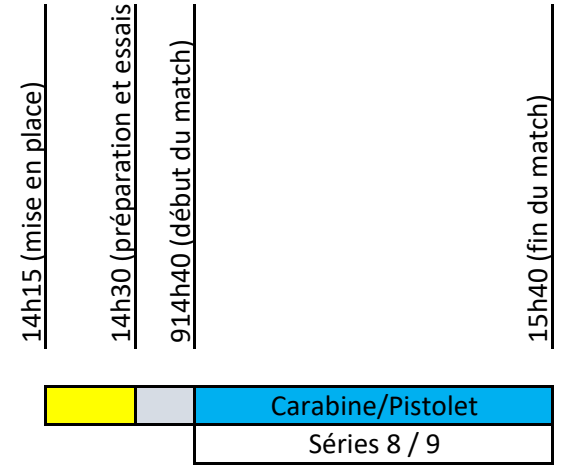 14h15 (mise en place)
14h30 (préparation et essais
914h40 (début du match)
15h40 (fin du match)
Carabine/Pistolet
Séries 8 / 9